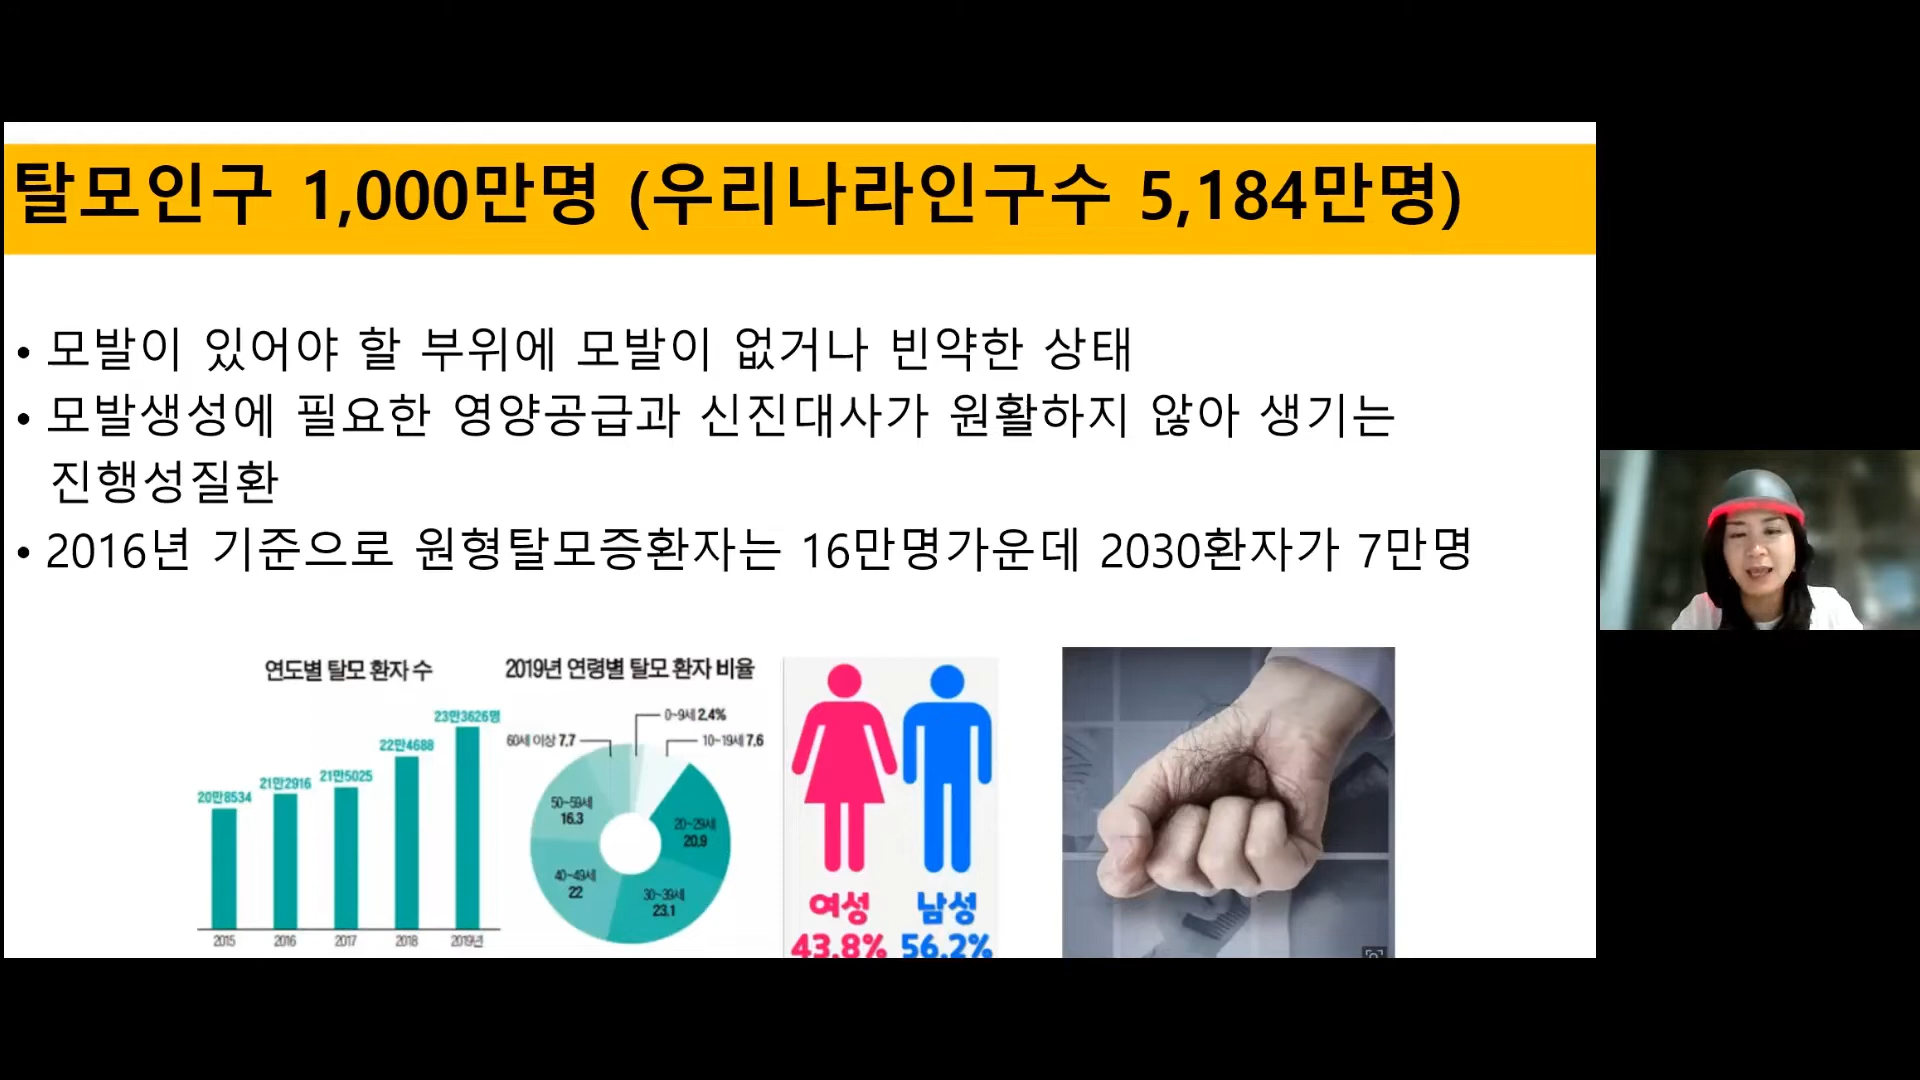 탈모인구 1,000만명 (우리나라인구수 5,184만명)
• 모발이 있어야 할 부위에 모발이 없거나 빈약한 상태
• 모발생성에 필요한 영양공급과 신진대사가 원활하지 않아 생기는
진행성질환
• 2016년 기준으로 원형탈모증환자는 16만명가운데 2030환자가 7만명
연도별 탈모 환자 수
20만8534
21만2916
21만5025
22만4688
23만3626명
2015
2016
2017
2018
2019년
2019년 연령별 탈모 환자 비율
0~9세 2.4%
10~19세 7.6
20~29세
20.9
30~39세
23.1
40~49세
22
50~59세
16.3
60세 이상 7.7
여성
43.8%
남성
56.2%